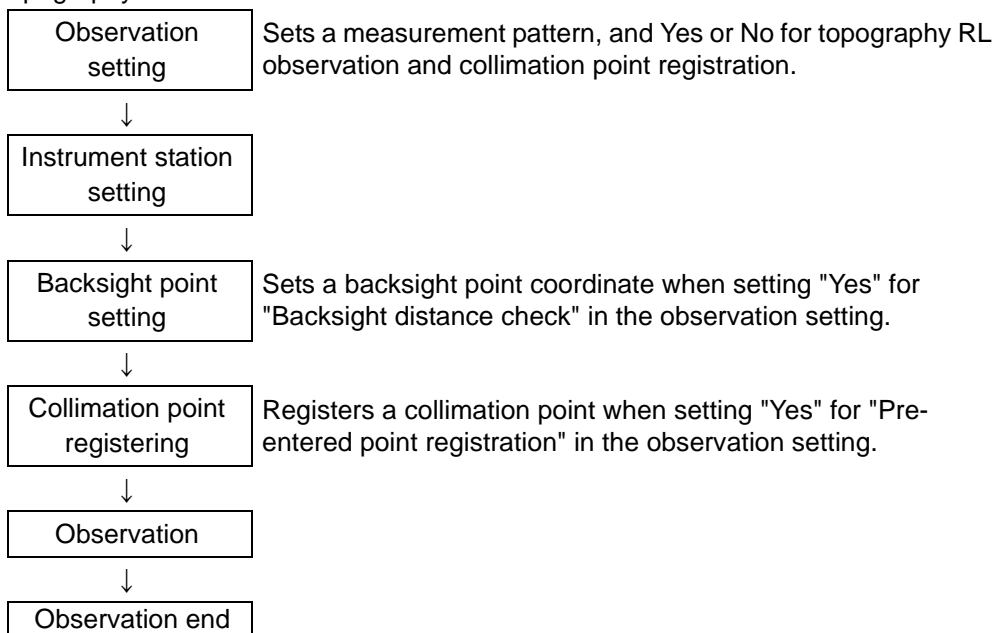 Observation
setting
Sets a measurement pattern, and Yes or No for topography RL
observation and collimation point registration.
↓
Instrument station
setting
↓
Backsight point
setting
Sets a backsight point coordinate when setting "Yes" for
"Backsight distance check" in the observation setting.
↓
Collimation point
registering
Registers a collimation point when setting "Yes" for "Pre-
entered point registration" in the observation setting.
↓
Observation
↓
Observation end